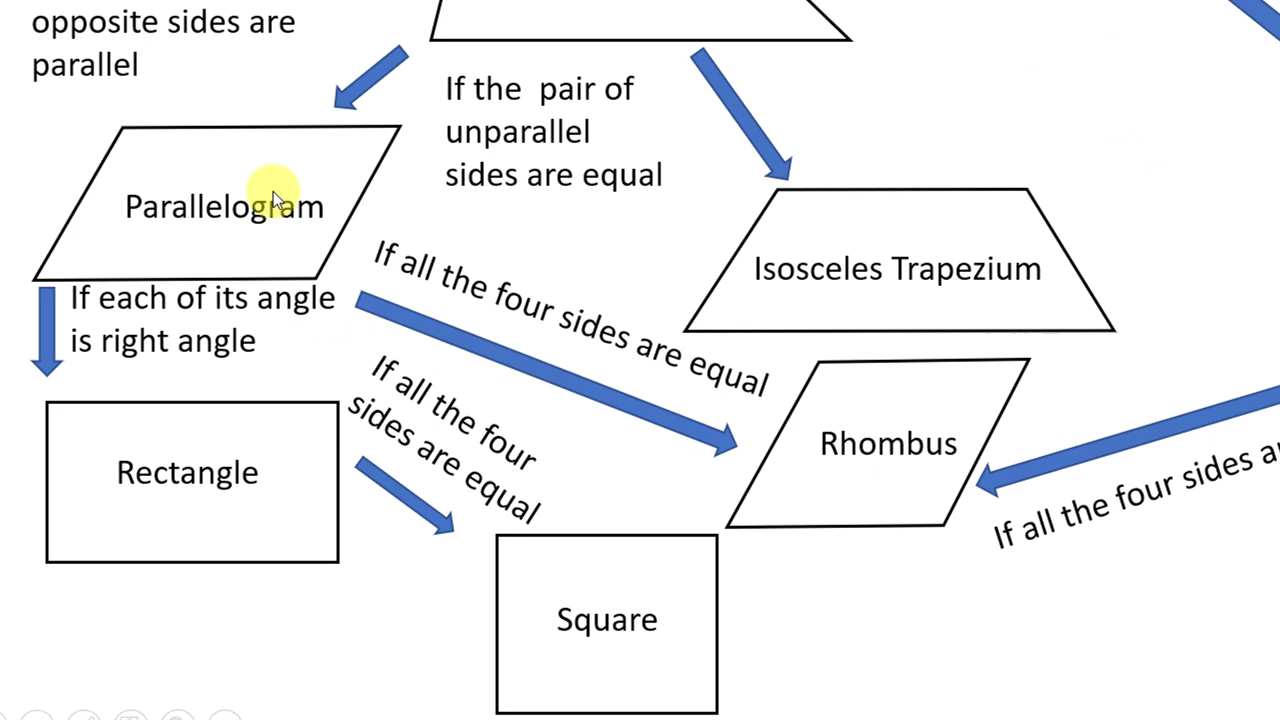 opposite sides are
parallel
If the  pair of
unparallel
sides are equal
Parallelogram
Isosceles Trapezium
If each of its angle
is right angle
If all the four sides are equal
If all the four
sides are equal
Rectangle
Rhombus
If all the four sides
Square